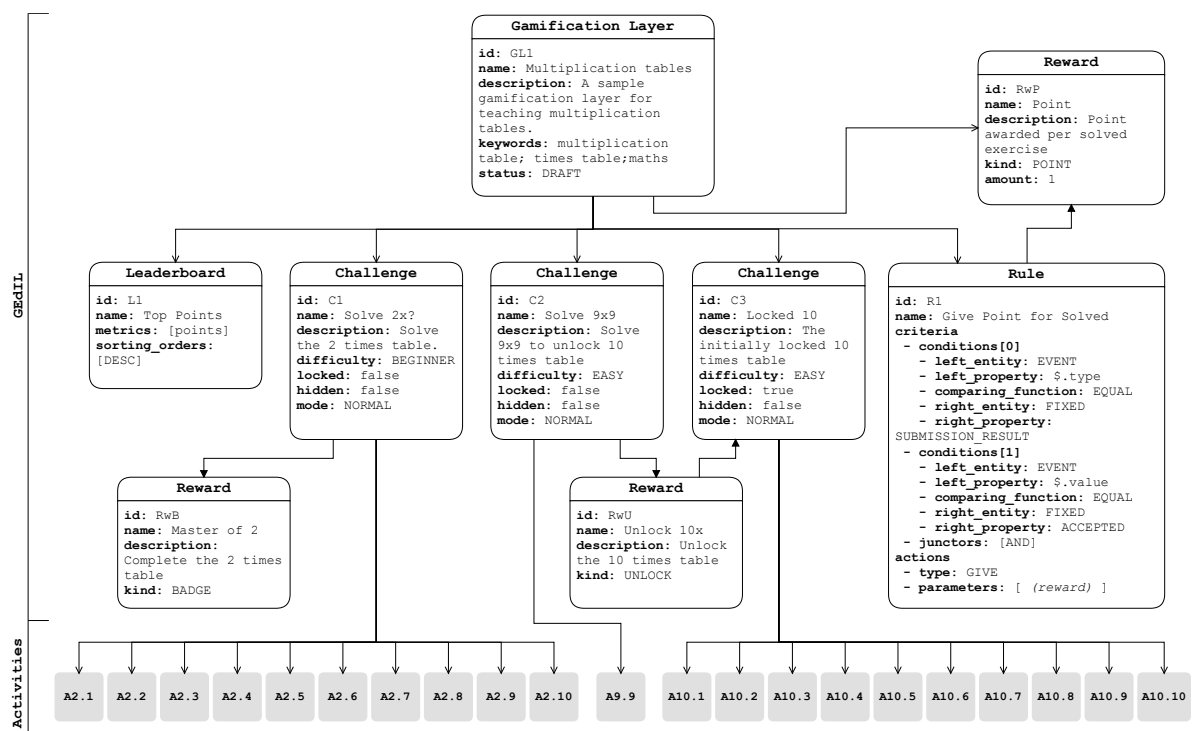 Gamification Layer
id: GL1
name: Multiplication tables
description: A sample
gamification layer for
teaching multiplication
tables.
keywords: multiplication
table; times table;maths
status: DRAFT
Reward
id: RwP
name: Point
description: Point
awarded per solved
exercise
kind: POINT
amount: 1
GEdIL
Leaderboard
id: L1
name: Top Points
metrics: [points]
sorting_orders:
[DESC]
Challenge
id: C1
name: Solve 2x?
description: Solve
the 2 times table.
difficulty: BEGINNER
locked: false
hidden: false
mode: NORMAL
Challenge
id: C2
name: Solve 9x9
description: Solve
9x9 to unlock 10
times table
difficulty: EASY
locked: false
hidden: false
mode: NORMAL
Challenge
id: C3
name: Locked 10
description: The
initially locked 10
times table
difficulty: EASY
locked: true
hidden: false
mode: NORMAL
Rule
id: R1
name: Give Point for Solved
criteria
- conditions[0]
- left_entity: EVENT
- left_property: $.type
- comparing_function: EQUAL
- right_entity: FIXED
- right_property:
SUBMISSION_RESULT
- conditions[1]
- left_entity: EVENT
- left_property: $.value
- comparing_function: EQUAL
- right_entity: FIXED
- right_property: ACCEPTED
- junctors: [AND]
actions
- type: GIVE
- parameters: [ (reward) ]
Reward
id: RwB
name: Master of 2
description:
Complete the 2 times
table
kind: BADGE
Reward
id: RwU
name: Unlock 10x
description: Unlock
the 10 times table
kind: UNLOCK
Activities
A2.1 A2.2 A2.3 A2.4 A2.5 A2.6 A2.7 A2.8 A2.9 A2.10 A9.9 A10.1 A10.2 A10.3 A10.4 A10.5 A10.6 A10.7 A10.8 A10.9 A10.10